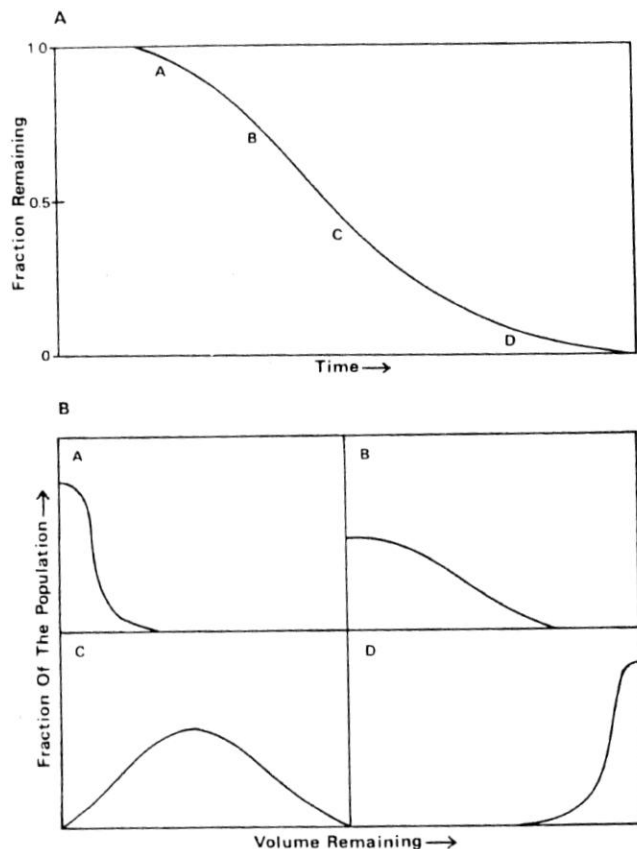 A
1.0
A
B
0.5
C
D
0
Fraction Remaining
Time →
B
A
B
C
D
Fraction Of The Population →
Volume Remaining →